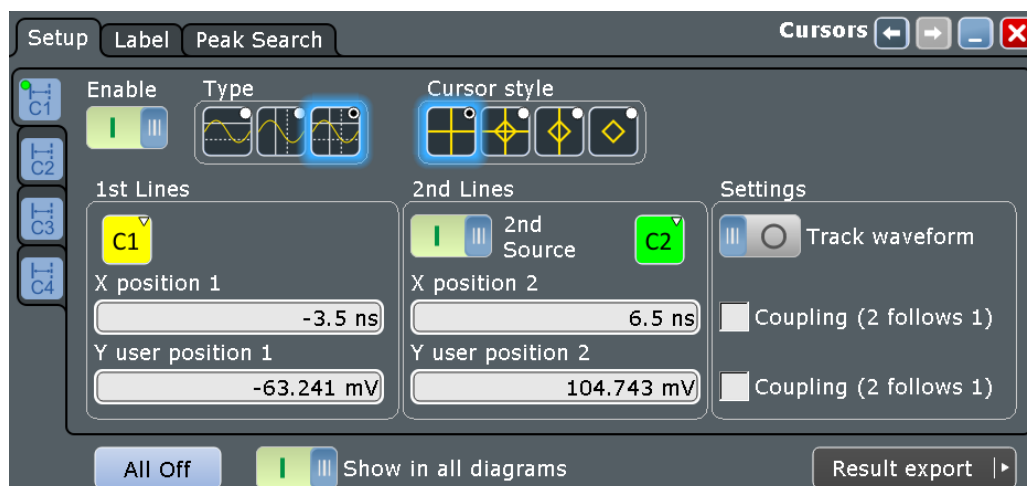 Setup Label Peak Search Cursors
C1
C2
C3
C4
Enable Type Cursor style
1st Lines
C1
X position 1
-3.5 ns
Y user position 1
-63.241 mV
2nd Lines
2nd
Source
C2
X position 2
6.5 ns
Y user position 2
104.743 mV
Settings
Track waveform
Coupling (2 follows 1)
Coupling (2 follows 1)
All Off Show in all diagrams Result export